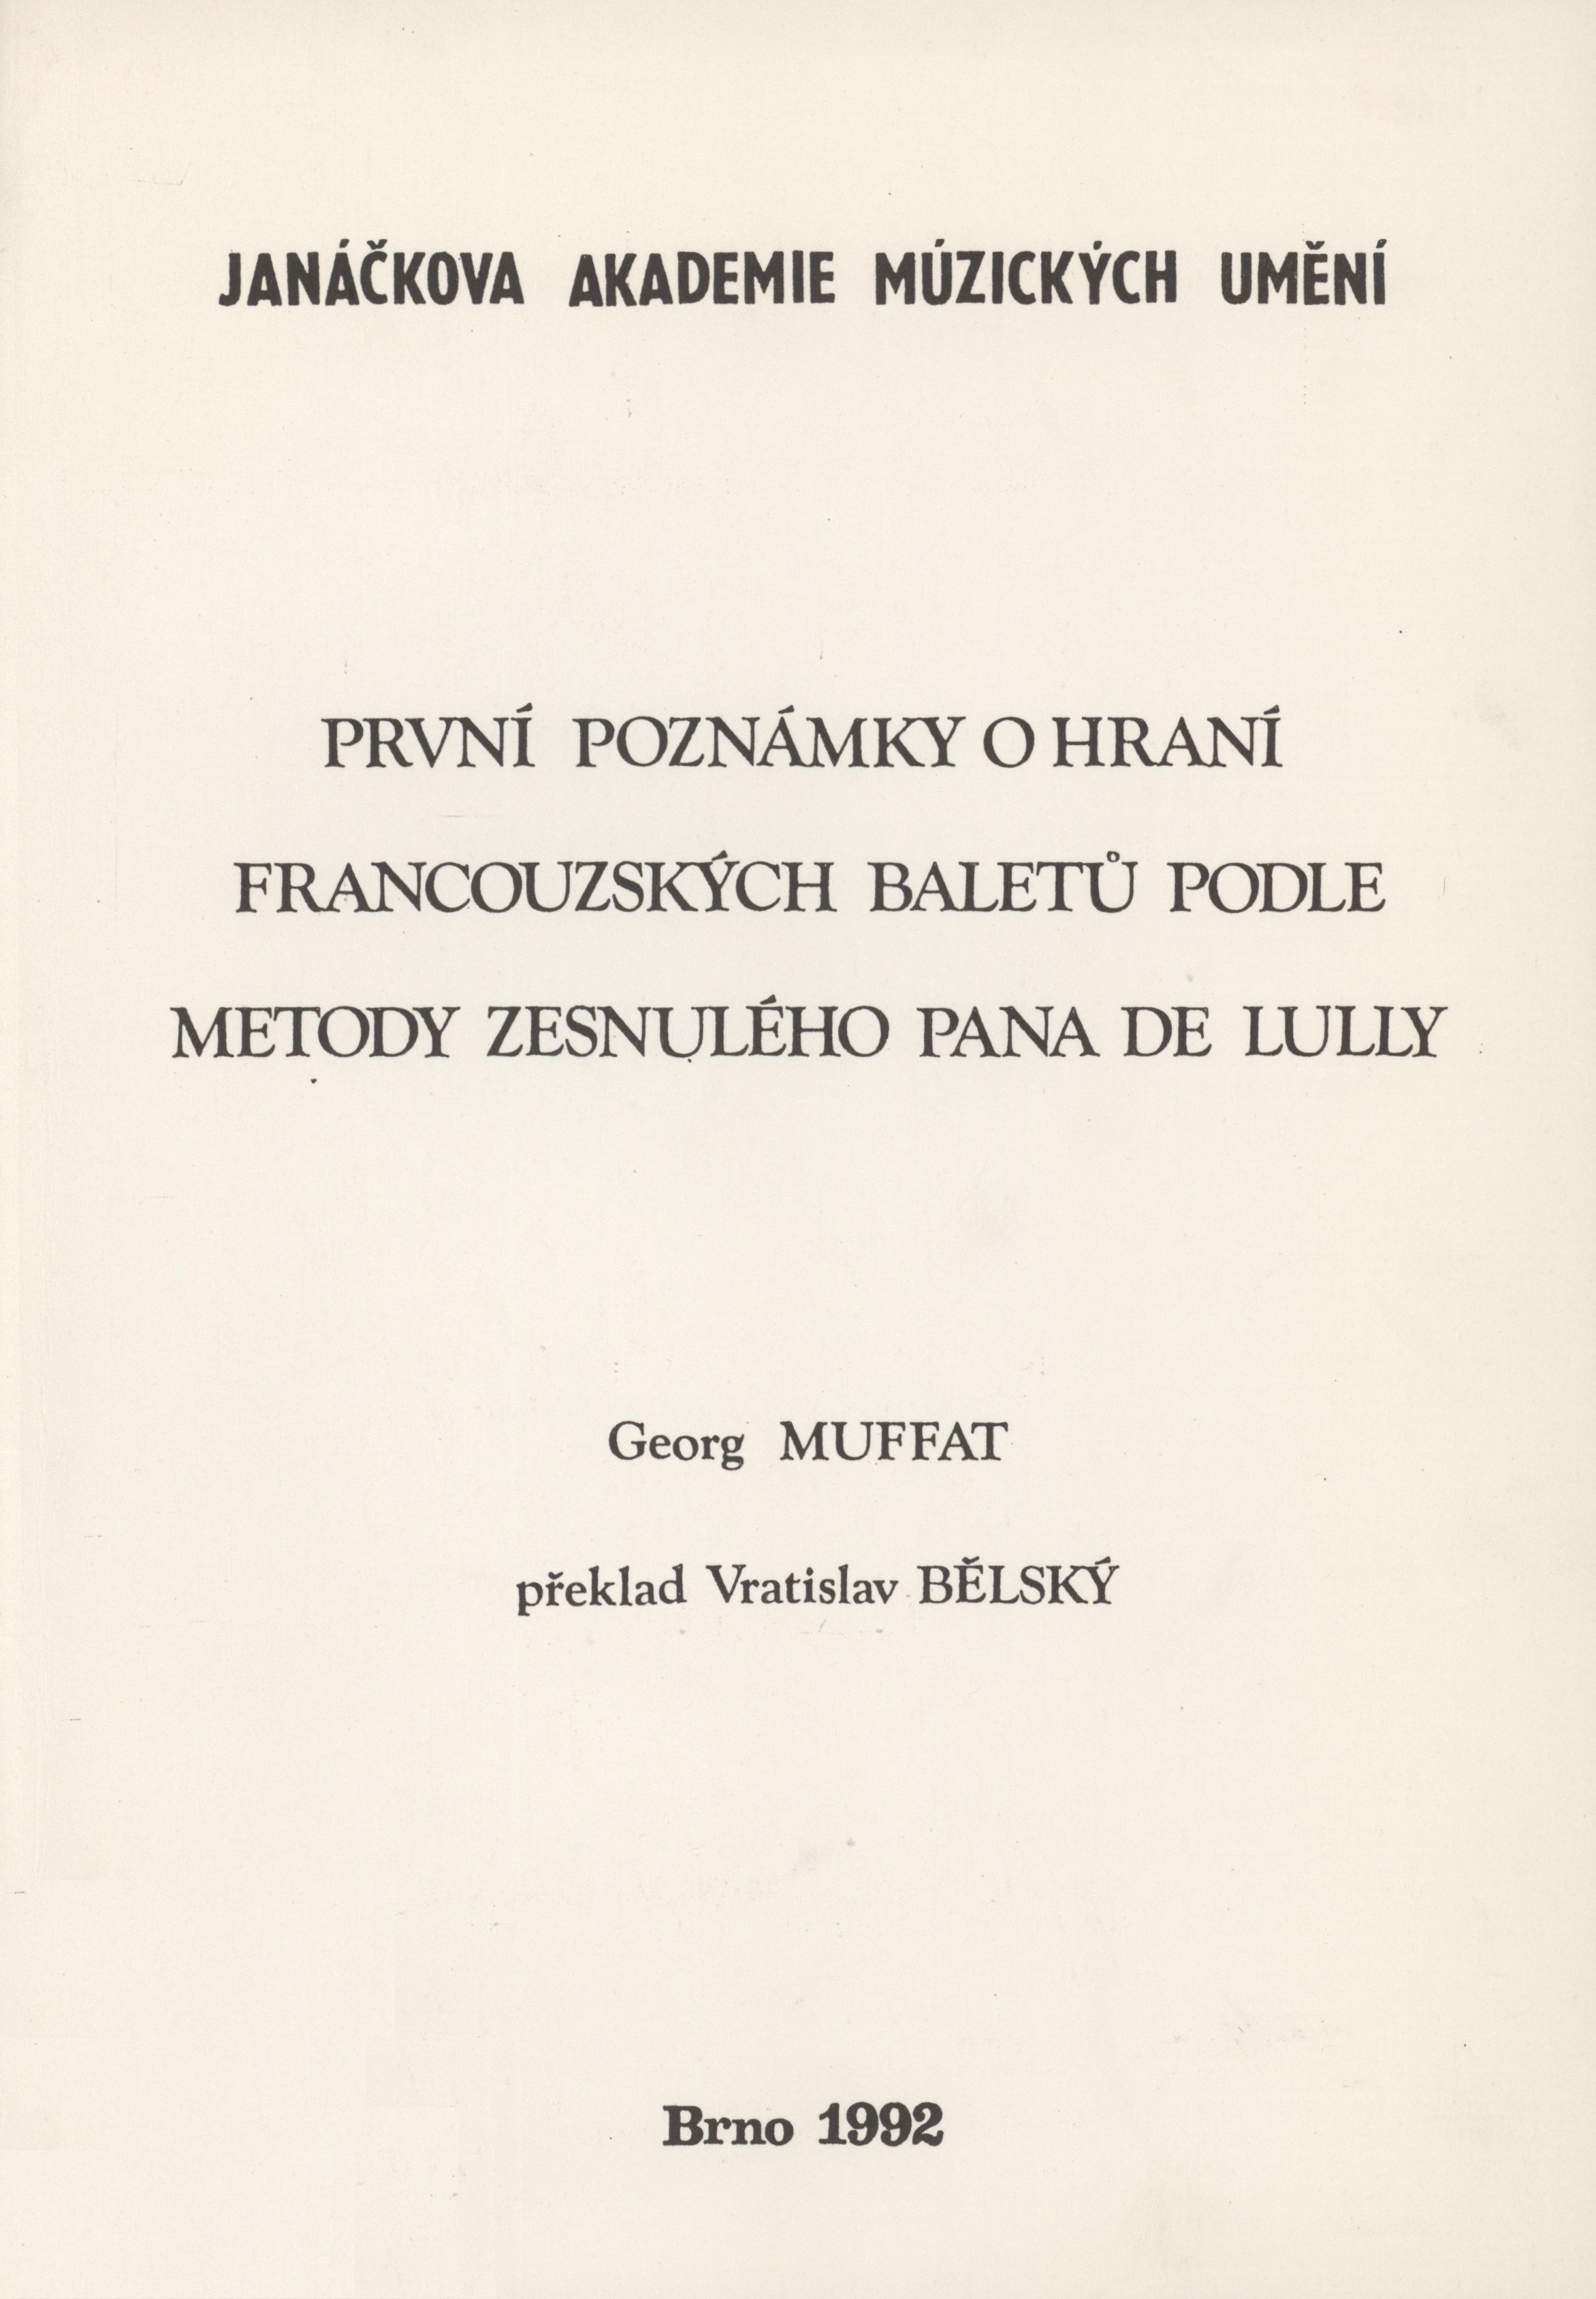 JANÁČKOVA AKADEMIE MÚZICKÝCH UMĚNÍ
PRVNÍ POZNÁMKY O HRANÍ
FRANCOUZSKÝCH BALETŮ PODLE
METODY ZESNULÉHO PANA DE LULLY
Georg MUFFAT
překlad Vratislav BĚLSKÝ
Brno 1992